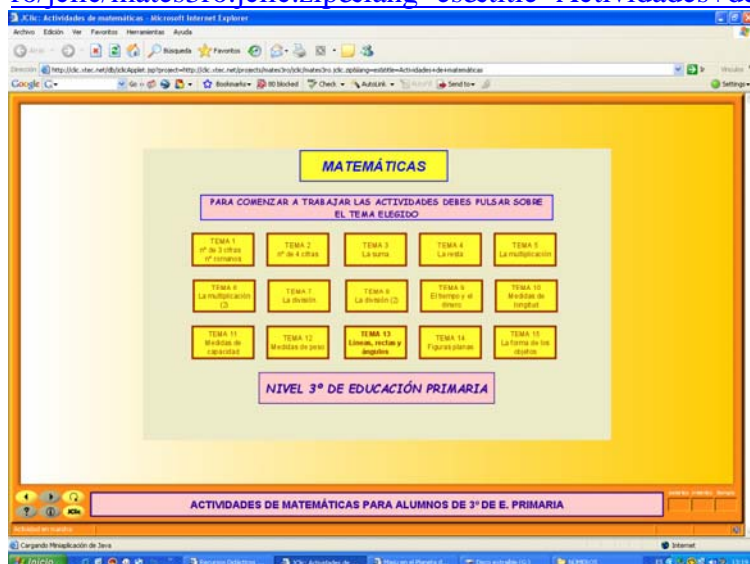 JClic: Actividades de matemáticas - Microsoft Internet Explorer
Archivo Edición Ver Favoritos Herramientas Ayuda
Atrás Búsqueda Favoritos
Dirección
Google
Settings
MATEMÁTICAS
PARA COMENZAR A TRABAJAR LAS ACTIVIDADES DEBES PULSAR SOBRE
EL TEMA ELEGIDO
TEMA 1
nº de 3 cifras
nº romanos
TEMA 2
nº de 4 cifras
TEMA 3
La suma
TEMA 4
La resta
TEMA 5
La multiplicación
TEMA 6
La multiplicación
(2)
TEMA 7
La división
TEMA 8
La división (2)
TEMA 9
El tiempo y el
dinero
TEMA 10
Medidas de
longitud
TEMA 11
Medidas de
capacidad
TEMA 12
Medidas de peso
TEMA 13
Líneas, rectas y
ángulos
TEMA 14
Figuras planas
TEMA 15
La forma de los
objetos
NIVEL 3º DE EDUCACIÓN PRIMARIA
ACTIVIDADES DE MATEMÁTICAS PARA ALUMNOS DE 3º DE E. PRIMARIA
Cargando Miniaplicación de Java
Internet
Inicio